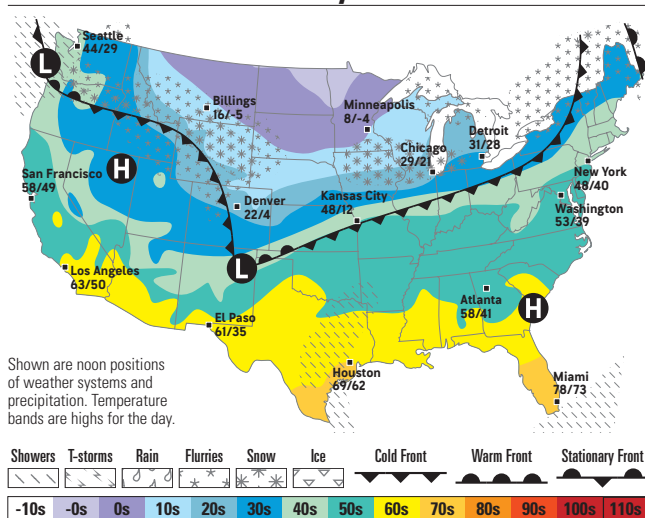 Seattle
44/29
L
Billings
16/-5
Minneapolis
8/-4
Detroit
31/28
Chicago
29/21
H
San Francisco
58/49
New York
48/40
Kansas City
48/12
Denver
22/4
Washington
53/39
L
Los Angeles
63/50
Atlanta
58/41
H
El Paso
61/35
Shown are noon positions
of weather systems and
precipitation. Temperature
bands are highs for the day.
Houston
69/62
Miami
78/73
Showers T-storms Rain Flurries Snow Ice Cold Front Warm Front Stationary Front
-10s -0s 0s 10s 20s 30s 40s 50s 60s 70s 80s 90s 100s 110s